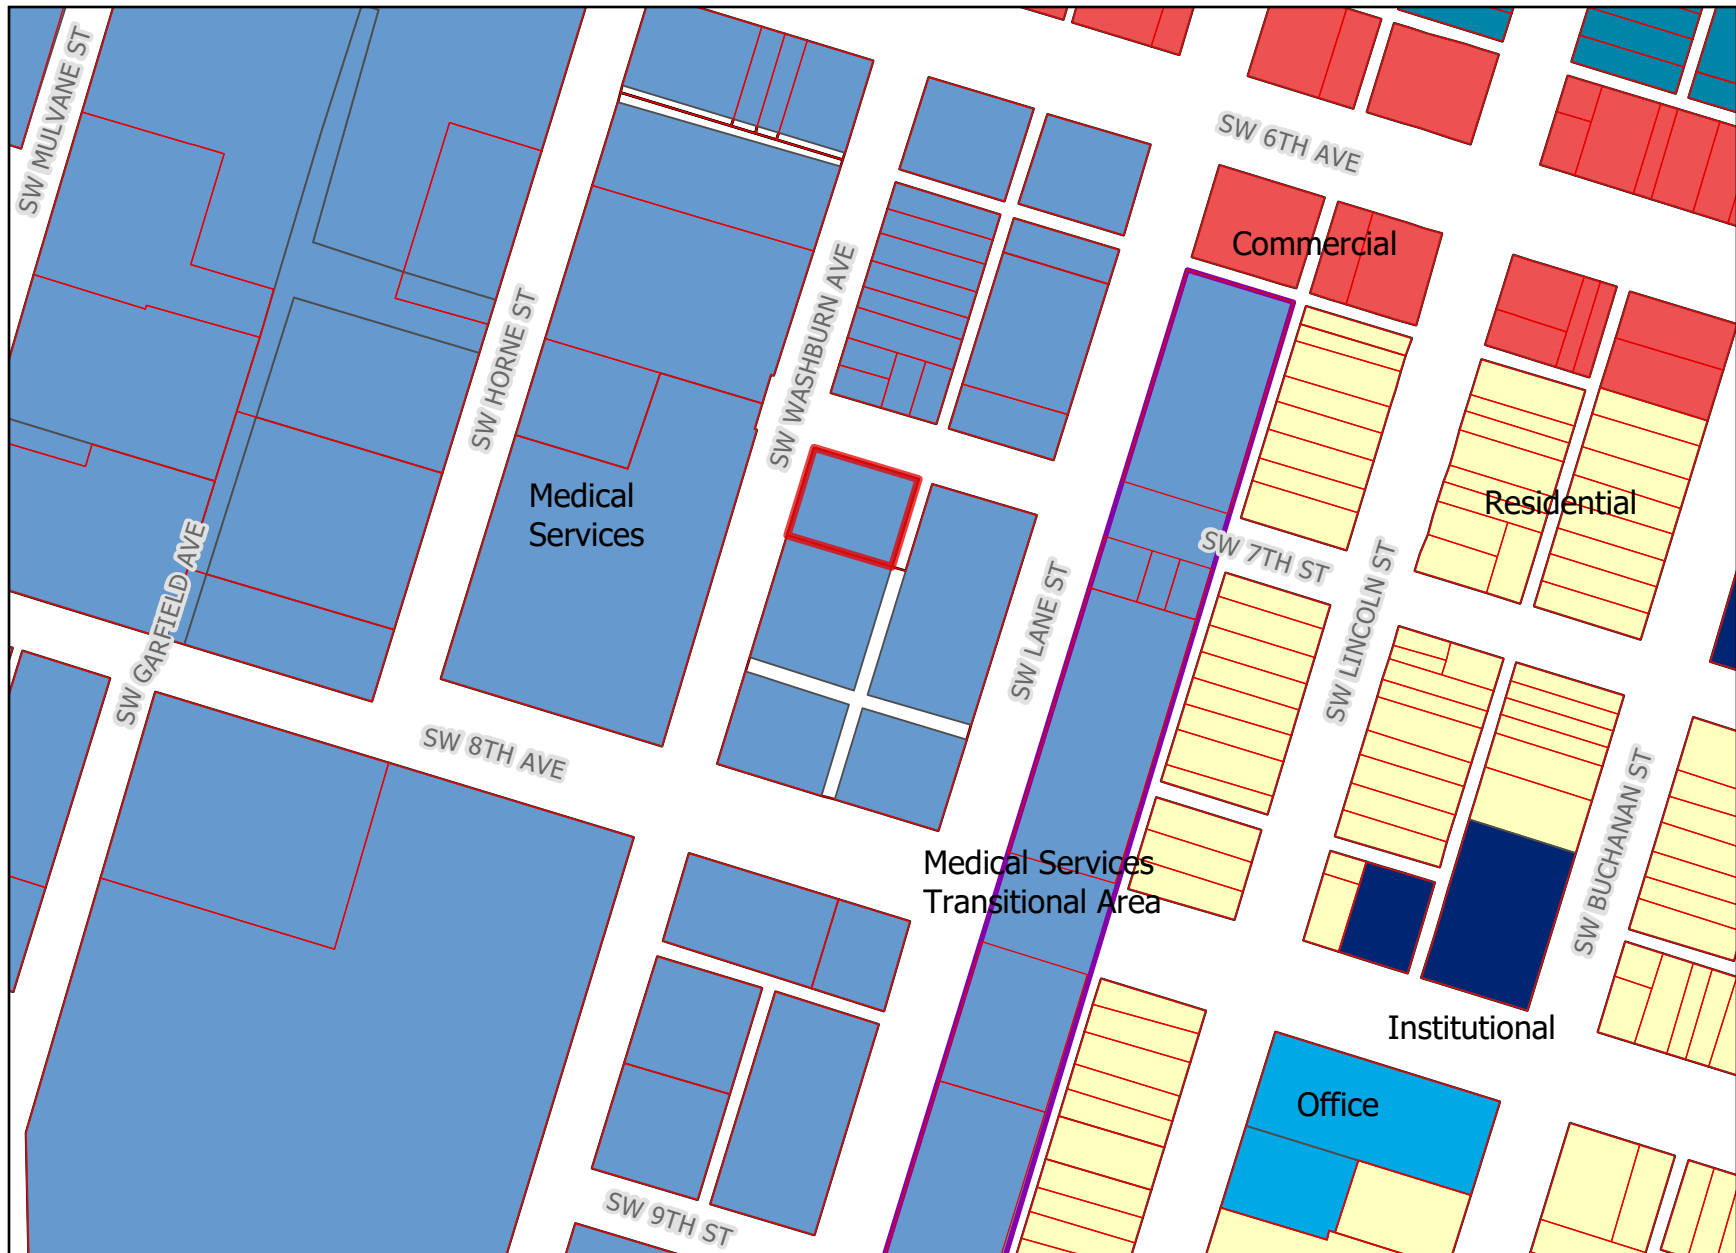 SW MULVANE ST
SW 6TH AVE
Commercial
SW WASHBURN AVE
SW HORNE ST
Medical
Services
Residential
SW 7TH ST
SW LINCOLN ST
SW LANE ST
SW GARFIELD AVE
SW 8TH AVE
SW BUCHANAN ST
Medical Services
Transitional Area
Institutional
Office
SW 9TH ST